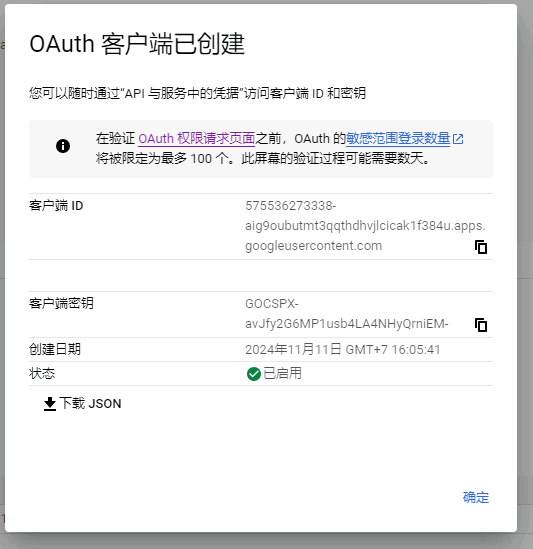 OAuth 客户端已创建
您可以随时通过“API 与服务中的凭据”访问客户端 ID 和密钥
在验证 OAuth 权限请求页面之前，OAuth 的敏感范围登录数量
将被限定为最多 100 个。此屏幕的验证过程可能需要数天。
客户端 ID
575536273338-
aig9oubutmt3qqthdhvjlcicak1f384u.apps.
googleusercontent.com
客户端密钥
GOCSPX-
avJfy2G6MP1usb4LA4NHyQrniEM-
创建日期
2024年11月11日 GMT+7 16:05:41
状态
已启用
下载 JSON
确定